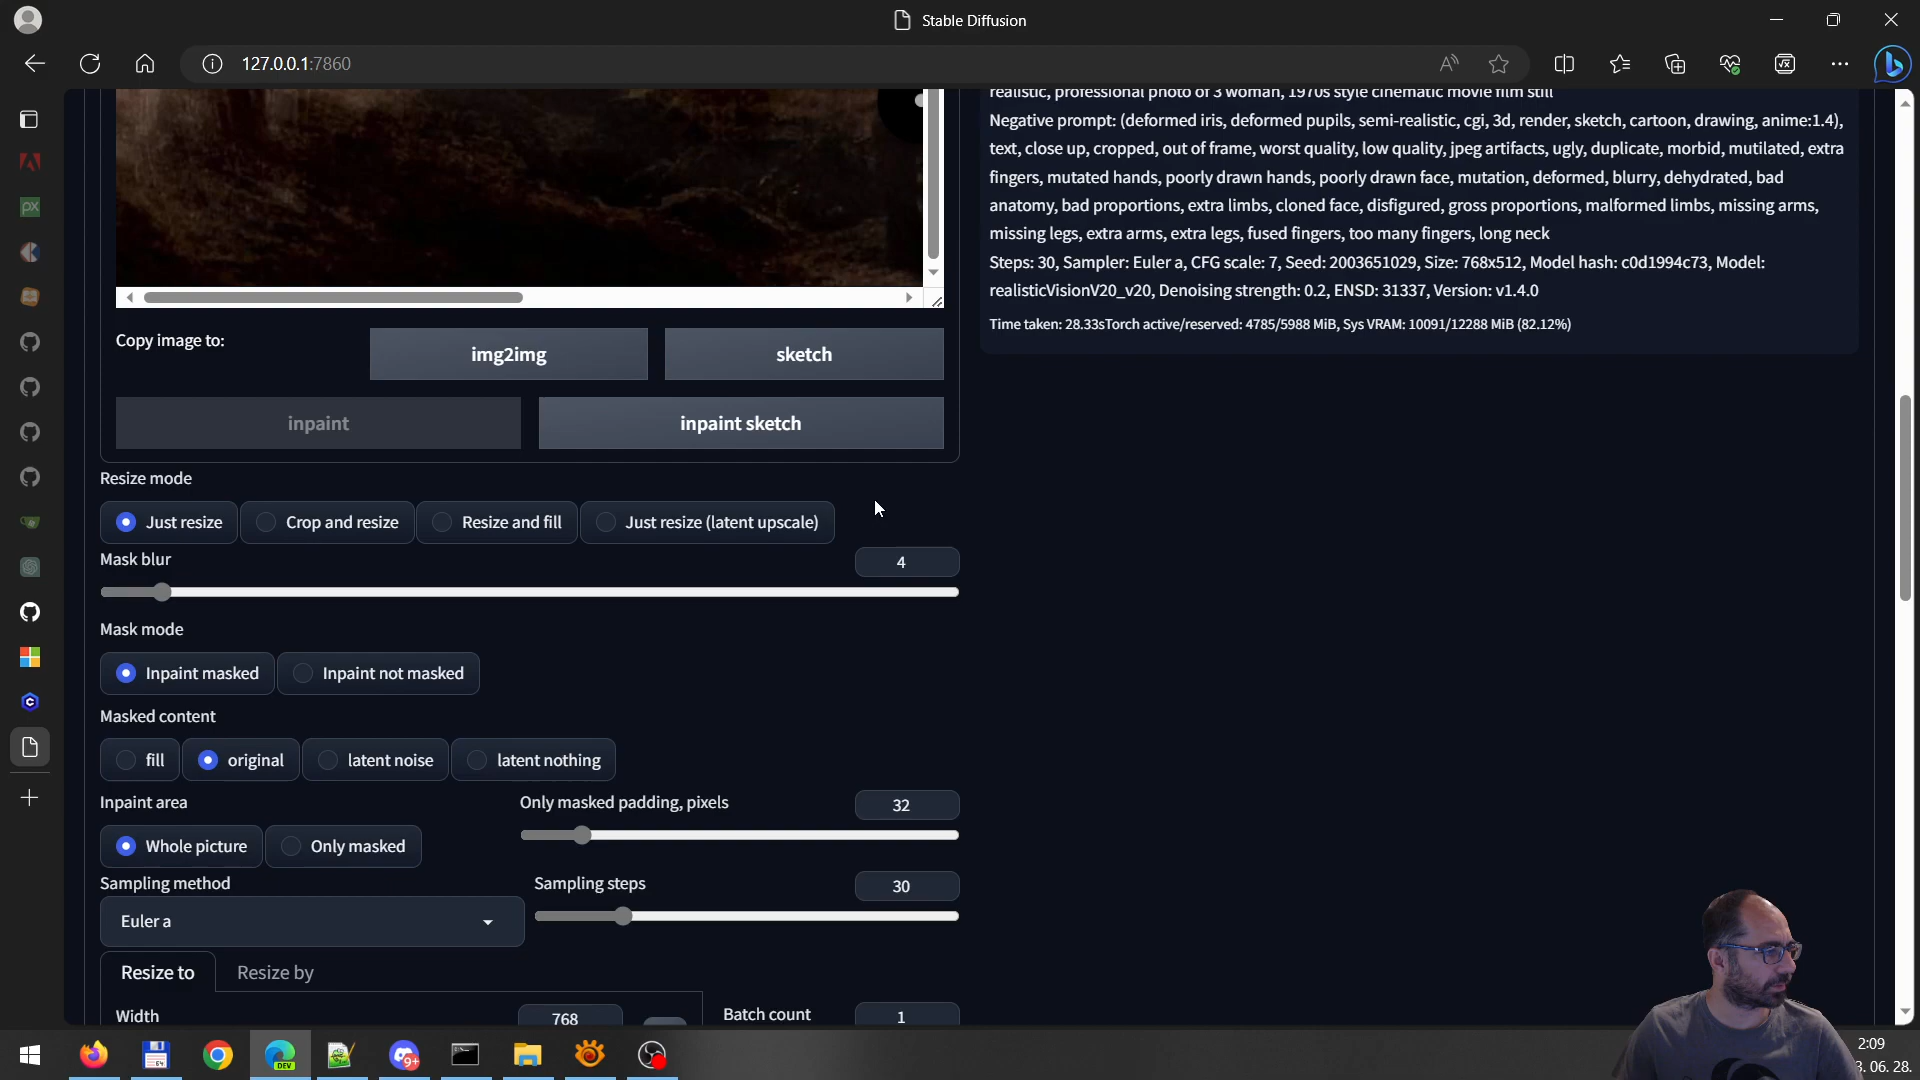 Stable Diffusion
127.0.0.1:7860
realistic, professional photo of 3 woman, 1970s style cinematic movie film still
Negative prompt: (deformed iris, deformed pupils, semi-realistic, cgi, 3d, render, sketch, cartoon, drawing, anime:1.4),
text, close up, cropped, out of frame, worst quality, low quality, jpeg artifacts, ugly, duplicate, morbid, mutilated, extra
fingers, mutated hands, poorly drawn hands, poorly drawn face, mutation, deformed, blurry, dehydrated, bad
anatomy, bad proportions, extra limbs, cloned face, disfigured, gross proportions, malformed limbs, missing arms,
missing legs, extra arms, extra legs, fused fingers, too many fingers, long neck
Steps: 30, Sampler: Euler a, CFG scale: 7, Seed: 2003651029, Size: 768x512, Model hash: c0d1994c73, Model:
realisticVisionV20_v20, Denoising strength: 0.2, ENSD: 31337, Version: v1.4.0
Time taken: 28.33sTorch active/reserved: 4785/5988 MiB, Sys VRAM: 10091/12288 MiB (82.12%)
Copy image to:
img2img
sketch
inpaint
inpaint sketch
Resize mode
Just resize
Crop and resize
Resize and fill
Just resize (latent upscale)
Mask blur
4
Mask mode
Inpaint masked
Inpaint not masked
Masked content
fill
original
latent noise
latent nothing
Inpaint area
Only masked padding, pixels
32
Whole picture
Only masked
Sampling method
Sampling steps
30
Euler a
Resize to
Resize by
Width
768
Batch count
1
px
DEV
64
9+
2:09
3. 06. 28.